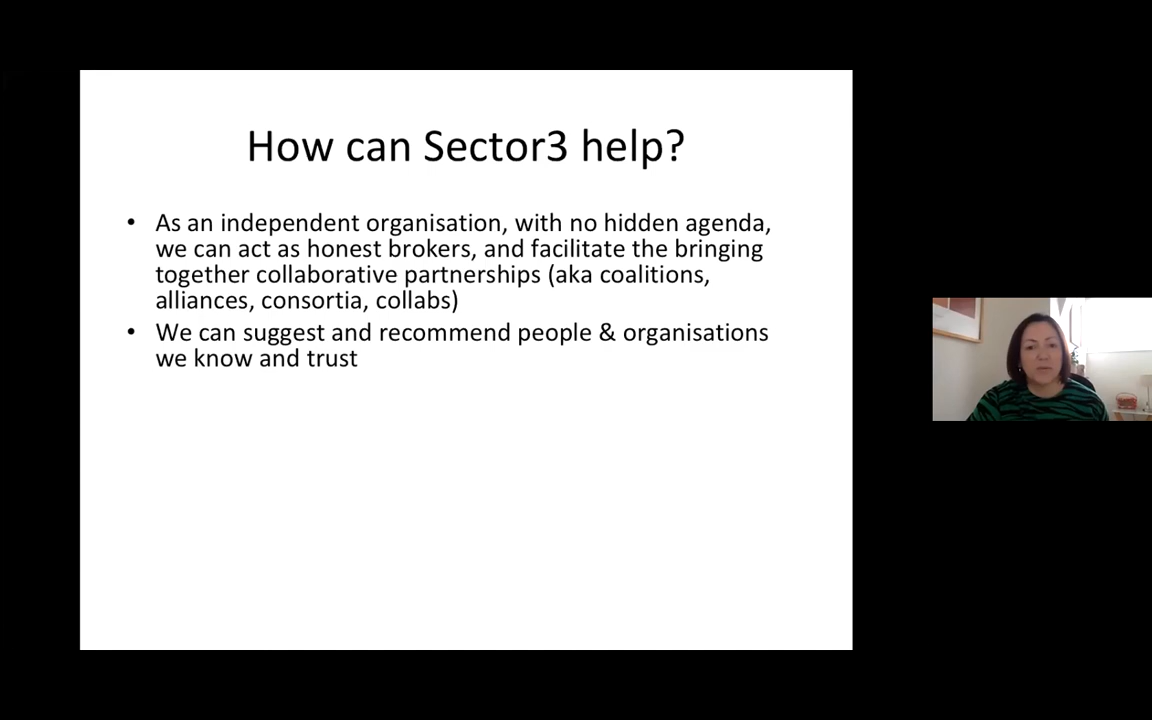 How can Sector3 help?
• As an independent organisation, with no hidden agenda,
we can act as honest brokers, and facilitate the bringing
together collaborative partnerships (aka coalitions,
alliances, consortia, collabs)
• We can suggest and recommend people & organisations
we know and trust